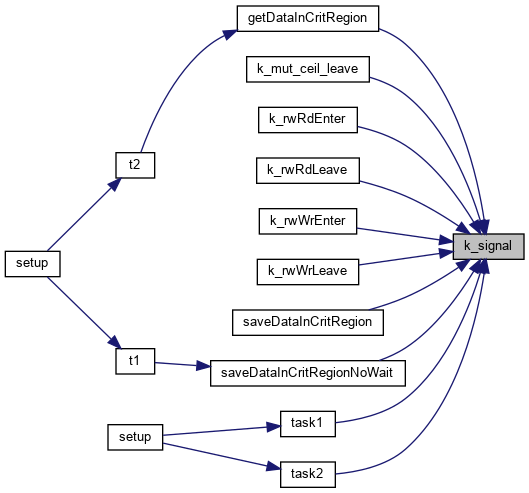 getDataInCritRegion
k_mut_ceil_leave
k_rwRdEnter
t2
k_rwRdLeave
k_rwWrEnter
k_signal
setup
k_rwWrLeave
saveDataInCritRegion
t1
saveDataInCritRegionNoWait
task1
setup
task2